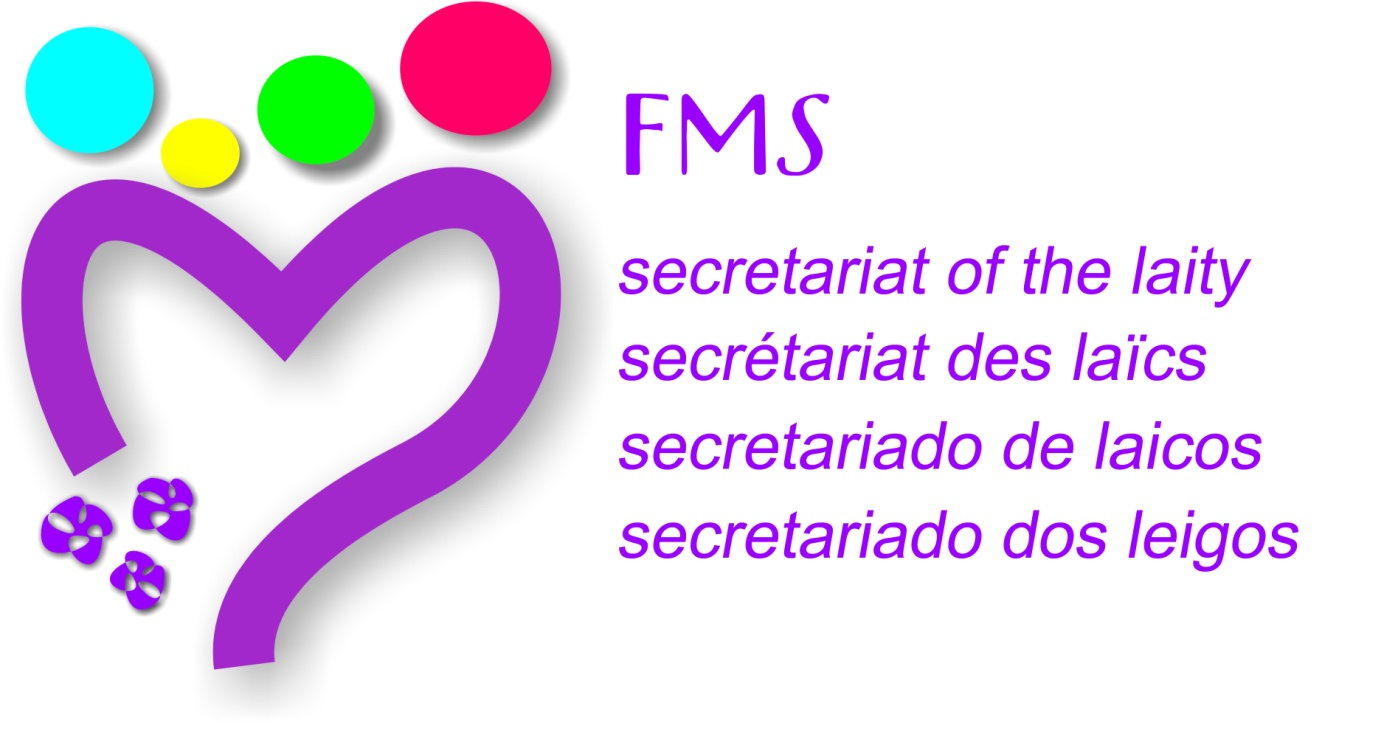 FMS
secretariat of the laity
secrétariat des laïcs
secretariado de laicos
secretariado dos leigos